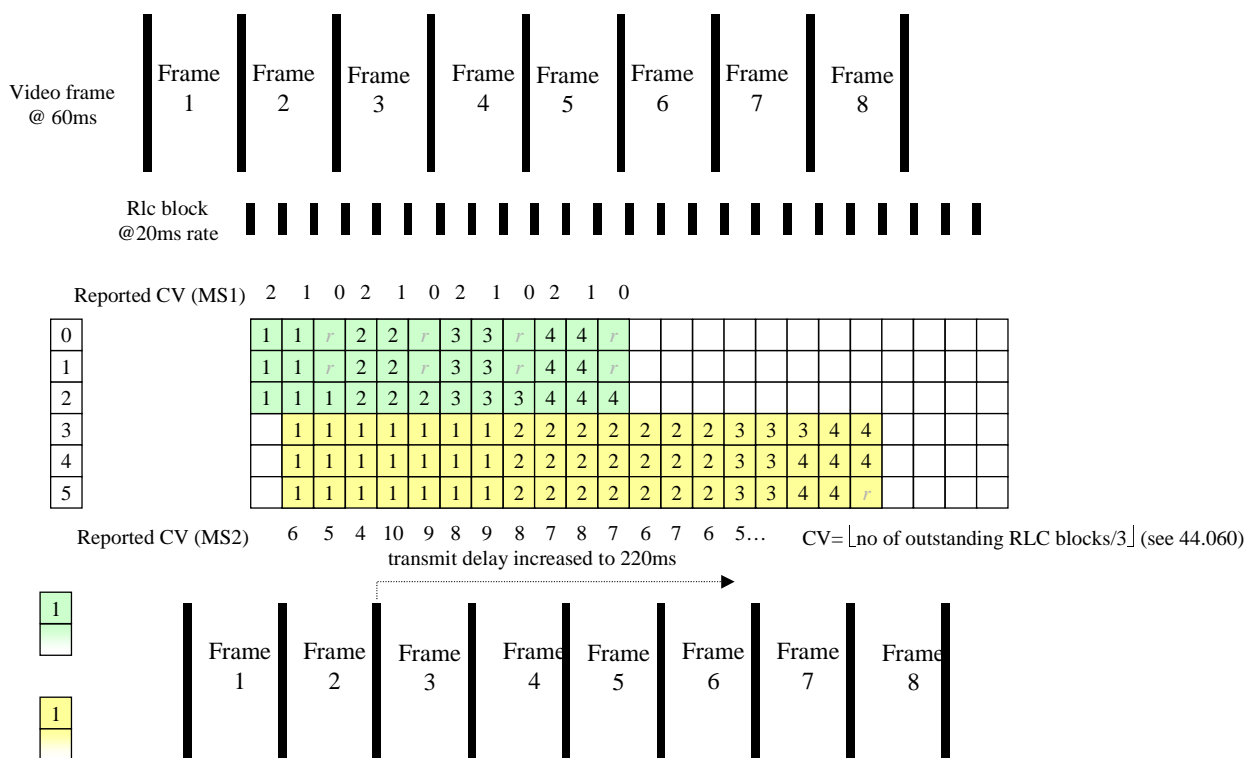 Frame Frame Frame Frame Frame Frame Frame Frame
1 2 3 4 5 6 7 8
Video frame
@ 60ms
Rlc block
@20ms rate
Reported CV (MS1) 2 1 0 2 1 0 2 1 0 2 1 0
0 1 1 r 2 2 r 3 3 r 4 4 r
1 1 1 r 2 2 r 3 3 r 4 4 r
2 1 1 1 2 2 2 3 3 3 4 4 4
3 1 1 1 1 1 1 1 2 2 2 2 2 2 2 3 3 3 4 4
4 1 1 1 1 1 1 1 2 2 2 2 2 2 2 3 3 4 4 4
5 1 1 1 1 1 1 1 2 2 2 2 2 2 2 3 3 4 4 r
Reported CV (MS2) 6 5 4 10 9 8 9 8 7 8 7 6 7 6 5… CV= ⌊no of outstanding RLC blocks/3⌋ (see 44.060)
transmit delay increased to 220ms
1
Frame Frame Frame Frame Frame Frame Frame Frame
1 2 3 4 5 6 7 8
1